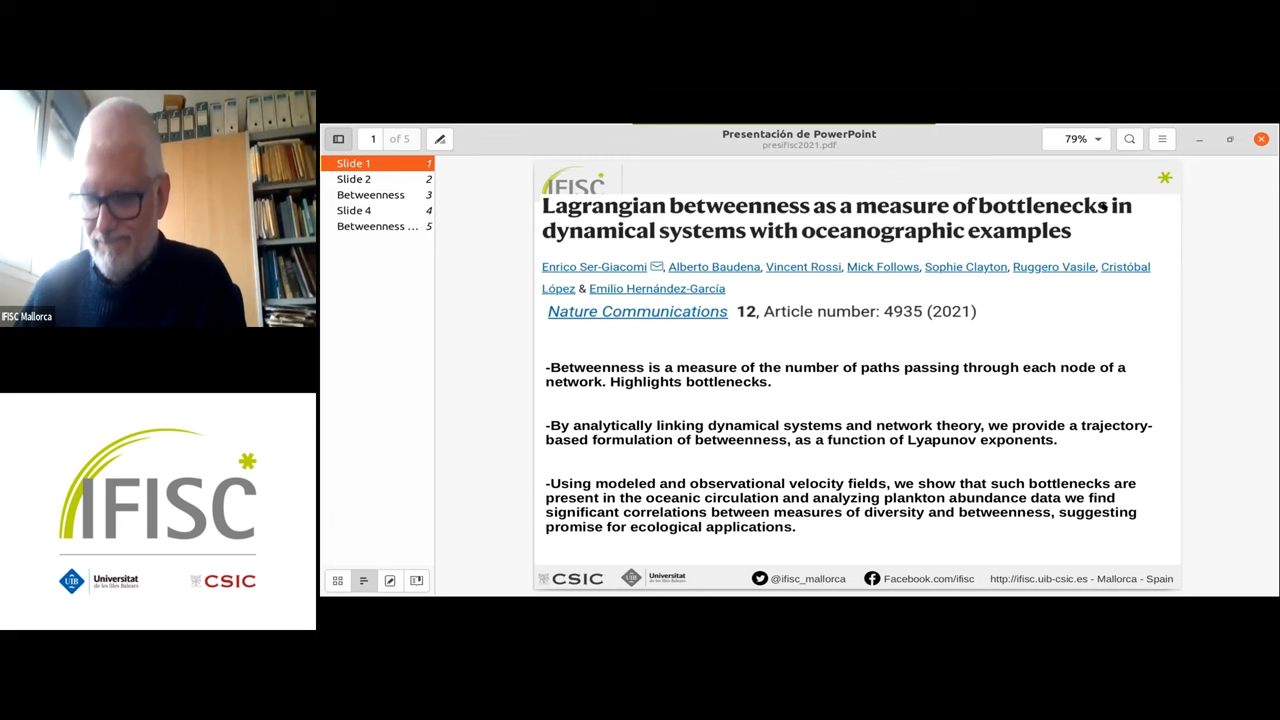 IFISC Mallorca
IFISC
UIB
Universitat
de les Illes Balears
CSIC
1 of 5
Presentación de PowerPoint
presifisc2021.pdf
79%
Slide 1 1
Slide 2 2
Betweenness 3
Slide 4 4
Betweenness ... 5
IFISC
Lagrangian betweenness as a measure of bottlenecks in
dynamical systems with oceanographic examples
Enrico Ser-Giacomi, Alberto Baudena, Vincent Rossi, Mick Follows, Sophie Clayton, Ruggero Vasile, Cristóbal
López & Emilio Hernández-García
Nature Communications 12, Article number: 4935 (2021)
-Betweenness is a measure of the number of paths passing through each node of a
network. Highlights bottlenecks.
-By analytically linking dynamical systems and network theory, we provide a trajectory-
based formulation of betweenness, as a function of Lyapunov exponents.
-Using modeled and observational velocity fields, we show that such bottlenecks are
present in the oceanic circulation and analyzing plankton abundance data we find
significant correlations between measures of diversity and betweenness, suggesting
promise for ecological applications.
CSIC
Universitat
de les Illes Balears
@ifisc_mallorca
Facebook.com/ifisc
http://ifisc.uib-csic.es - Mallorca - Spain